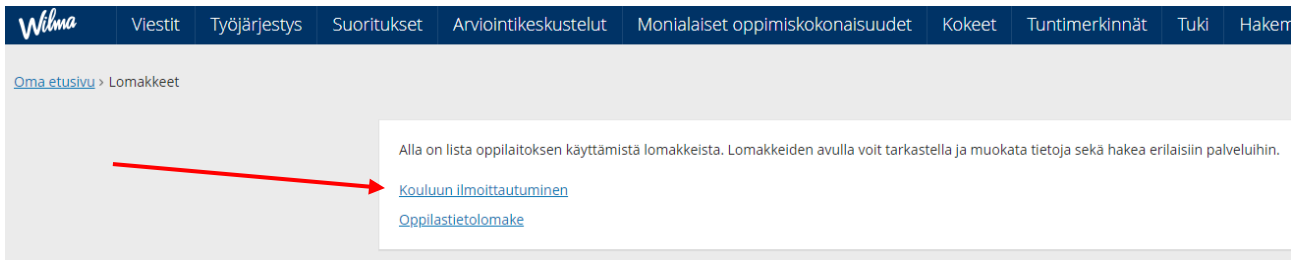 Wilma Viestit Työjärjestys Suoritukset Arviointikeskustelut Monialaiset oppimiskokonaisuudet Kokeet Tuntimerkinnät Tuki Hakem
Oma etusivu › Lomakkeet
Alla on lista oppilaitoksen käyttämistä lomakkeista. Lomakkeiden avulla voit tarkastella ja muokata tietoja sekä hakea erilaisiin palveluihin.
Kouluun ilmoittautuminen
Oppilastietolomake